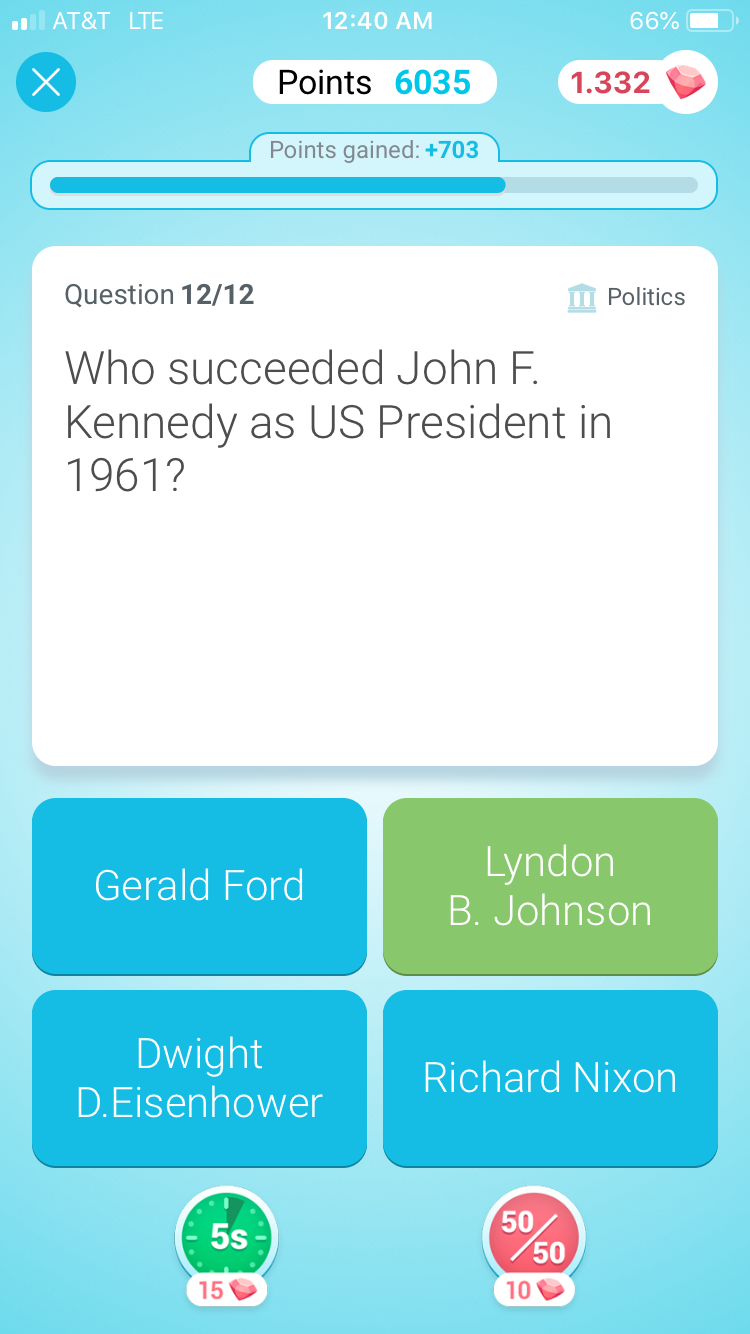 AT&T LTE 12:40 AM 66%
Points 6035 1.332
Points gained: +703
Question 12/12 Politics
Who succeeded John F.
Kennedy as US President in
1961?
Gerald Ford
Lyndon
B. Johnson
Dwight
D.Eisenhower
Richard Nixon
5s
15
50/50
10